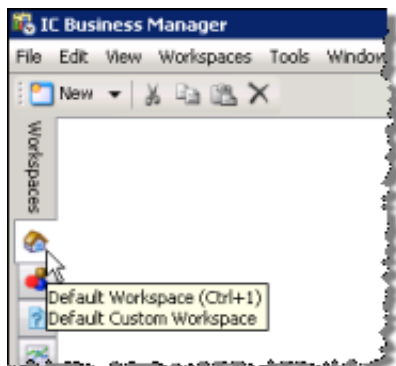 IC Business Manager
File Edit View Workspaces Tools Window
New
Workspaces
Default Workspace (Ctrl+1)
Default Custom Workspace